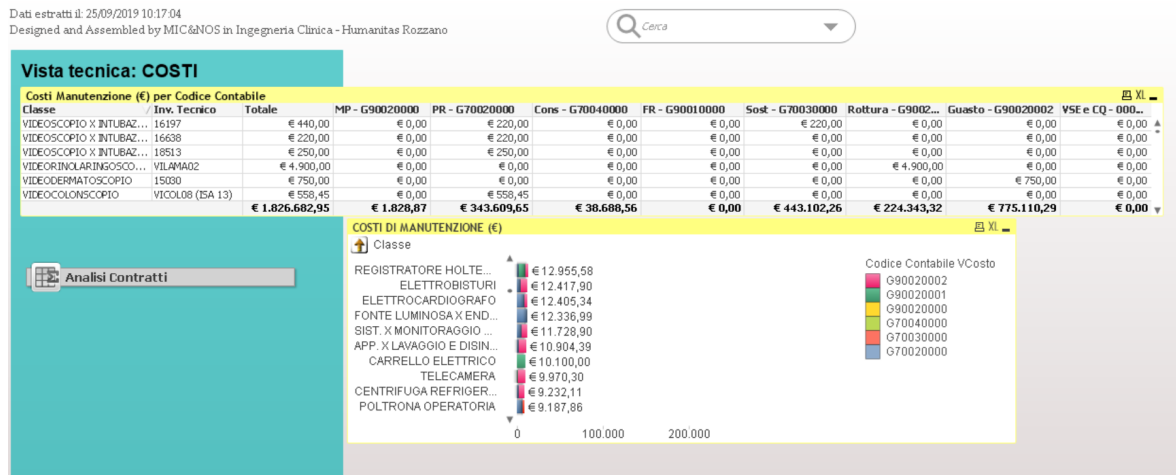 Dati estratti il: 25/09/2019 10:17:04
Designed and Assembled by MIC&NOS in Ingegneria Clinica - Humanitas Rozzano
Cerca
Vista tecnica: COSTI
Costi Manutenzione (€) per Codice Contabile XL
Classe Inv. Tecnico Totale MP - G90020000 PR - G70020000 Cons - G70040000 FR - G90010000 Sost - G70030000 Rottura - G9002... Guasto - G90020002 VSE e CQ - 000...
VIDEOSCOPIO X INTUBAZ... 16197 € 440,00 € 0,00 € 220,00 € 0,00 € 0,00 € 220,00 € 0,00 € 0,00 € 0,00
VIDEOSCOPIO X INTUBAZ... 16638 € 220,00 € 0,00 € 220,00 € 0,00 € 0,00 € 0,00 € 0,00 € 0,00 € 0,00
VIDEOSCOPIO X INTUBAZ... 18513 € 250,00 € 0,00 € 250,00 € 0,00 € 0,00 € 0,00 € 0,00 € 0,00 € 0,00
VIDEORINOLARINGOSCO... VILAMA02 € 4.900,00 € 0,00 € 0,00 € 0,00 € 0,00 € 0,00 € 4.900,00 € 0,00 € 0,00
VIDEODERMATOSCOPIO 15030 € 750,00 € 0,00 € 0,00 € 0,00 € 0,00 € 0,00 € 0,00 € 750,00 € 0,00
VIDEOCOLONSCOPIO VICOL08 (ISA 13) € 558,45 € 0,00 € 558,45 € 0,00 € 0,00 € 0,00 € 0,00 € 0,00 € 0,00
€ 1.826.682,95 € 1.828,87 € 343.609,65 € 38.688,56 € 0,00 € 443.102,26 € 224.343,32 € 775.110,29 € 0,00
Analisi Contratti
COSTI DI MANUTENZIONE (€) XL
Classe
REGISTRATORE HOLTE... € 12.955,58
ELETTROBISTURI € 12.417,90
ELETTROCARDIOGRAFO € 12.405,34
FONTE LUMINOSA X END... € 12.336,99
SIST. X MONITORAGGIO ... € 11.728,90
APP. X LAVAGGIO E DISIN... € 10.904,39
CARRELLO ELETTRICO € 10.100,00
TELECAMERA € 9.970,30
CENTRIFUGA REFRIGER... € 9.232,11
POLTRONA OPERATORIA € 9.187,86
0 100.000 200.000
Codice Contabile VCosto
G90020002
G90020001
G90020000
G70040000
G70030000
G70020000